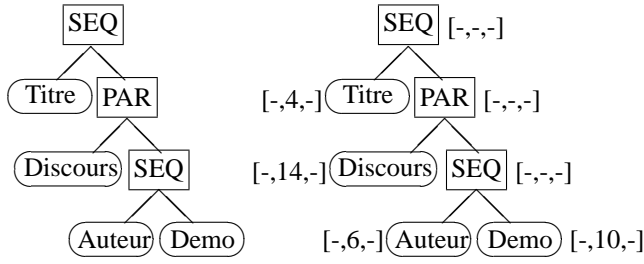 SEQ SEQ [-,-,-]
Titre PAR [-,4,-] Titre PAR [-,-,-]
Discours SEQ [-,14,-] Discours SEQ [-,-,-]
Auteur Demo [-,6,-] Auteur Demo [-,10,-]